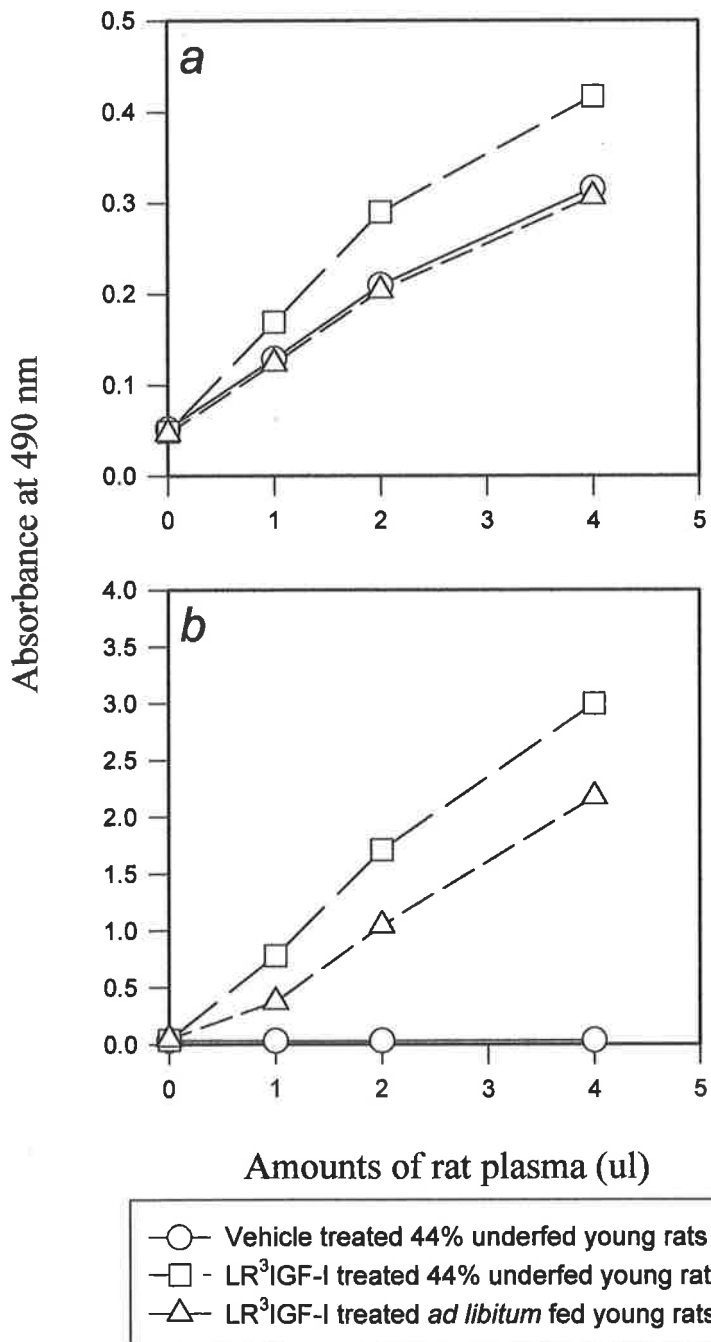 a
0.5
0.4
0.3
0.2
0.1
0.0
0 1 2 3 4 5
Absorbance at 490 nm
b
4.0
3.5
3.0
2.5
2.0
1.5
1.0
0.5
0.0
0 1 2 3 4 5
Amounts of rat plasma (ul)
Vehicle treated 44% underfed young rats
LR³IGF-I treated 44% underfed young rat
LR³IGF-I treated ad libitum fed young rats